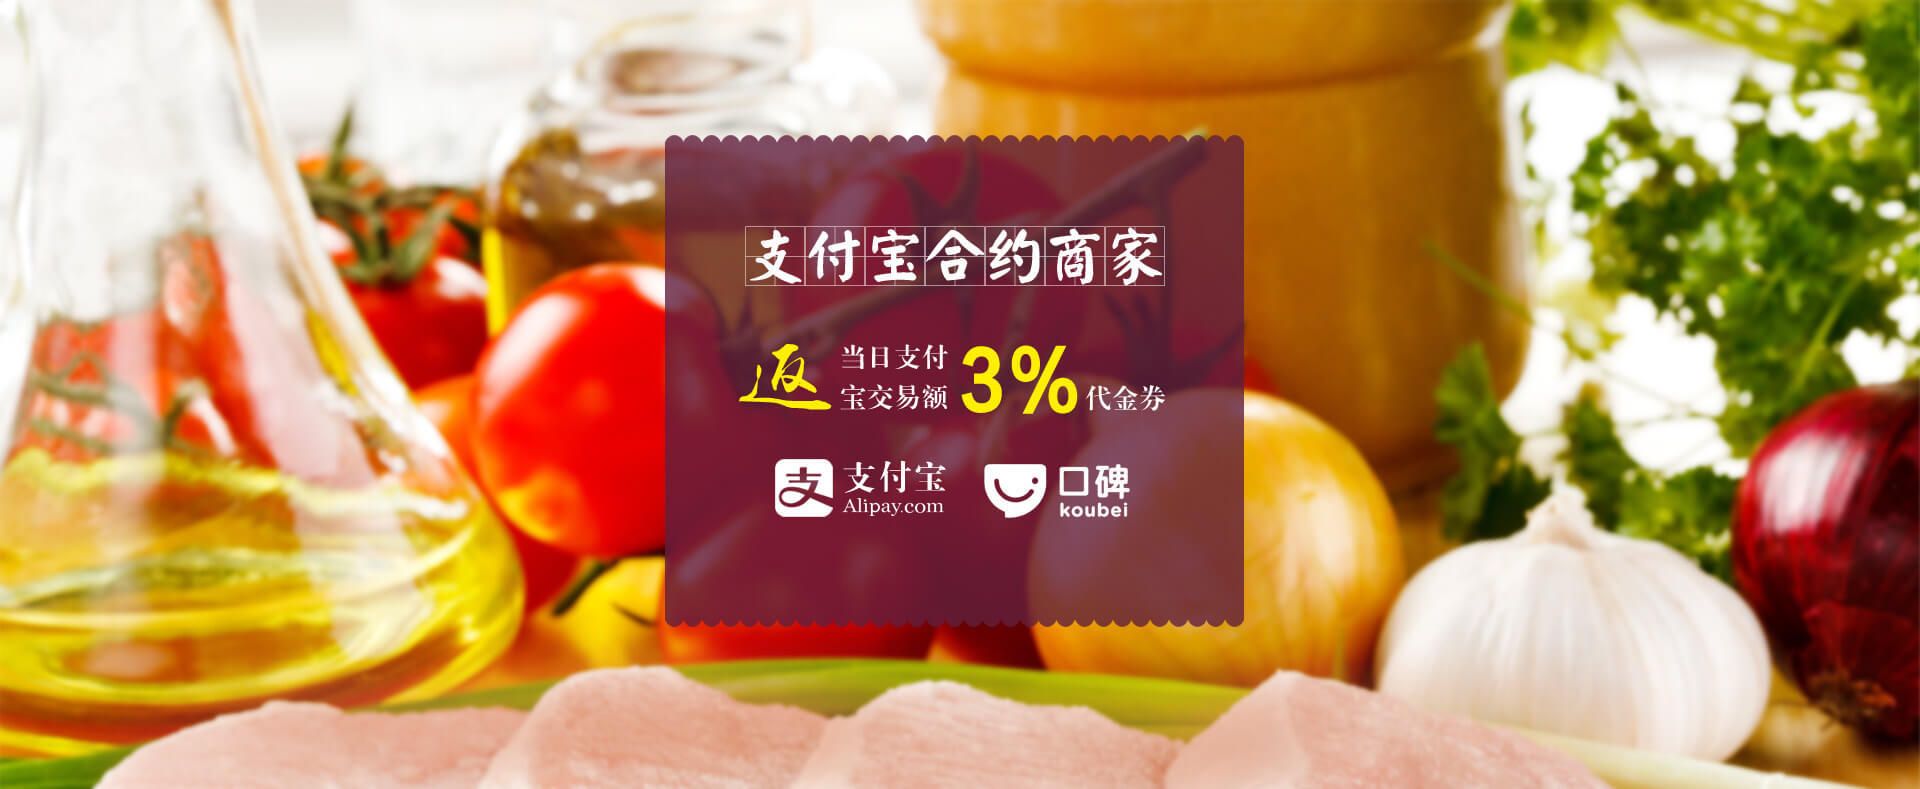 支付宝合约商家
返 当日支付
宝交易额 3% 代金券
支 支付宝
Alipay.com
口碑
koubei